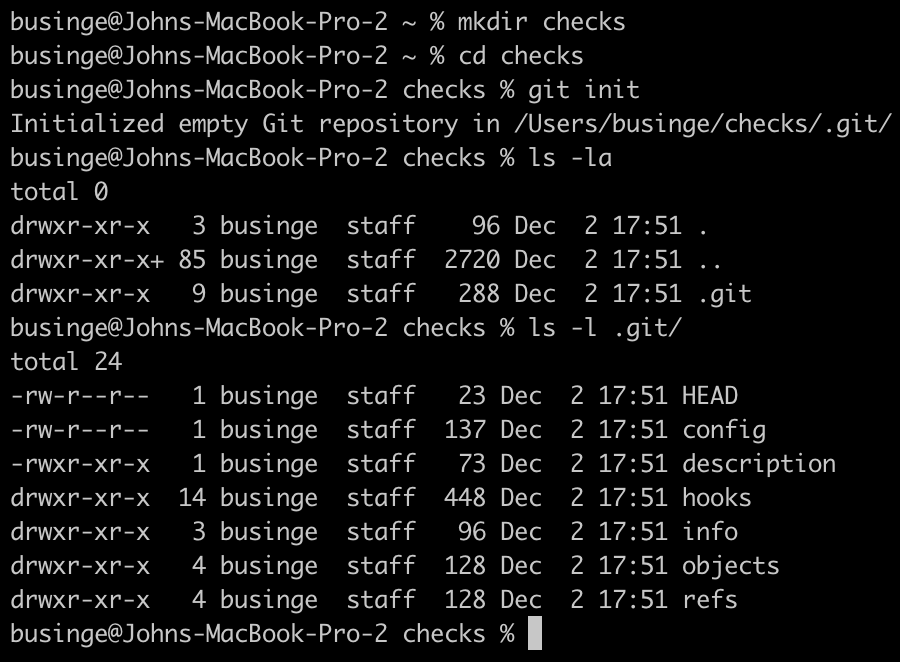 businge@Johns-MacBook-Pro-2 ~ % mkdir checks
businge@Johns-MacBook-Pro-2 ~ % cd checks
businge@Johns-MacBook-Pro-2 checks % git init
Initialized empty Git repository in /Users/businge/checks/.git/
businge@Johns-MacBook-Pro-2 checks % ls -la
total 0
drwxr-xr-x   3 businge  staff    96 Dec  2 17:51 .
drwxr-xr-x+ 85 businge  staff  2720 Dec  2 17:51 ..
drwxr-xr-x   9 businge  staff   288 Dec  2 17:51 .git
businge@Johns-MacBook-Pro-2 checks % ls -l .git/
total 24
-rw-r--r--   1 businge  staff   23 Dec  2 17:51 HEAD
-rw-r--r--   1 businge  staff  137 Dec  2 17:51 config
-rwxr-xr-x   1 businge  staff   73 Dec  2 17:51 description
drwxr-xr-x  14 businge  staff  448 Dec  2 17:51 hooks
drwxr-xr-x   3 businge  staff   96 Dec  2 17:51 info
drwxr-xr-x   4 businge  staff  128 Dec  2 17:51 objects
drwxr-xr-x   4 businge  staff  128 Dec  2 17:51 refs
businge@Johns-MacBook-Pro-2 checks %